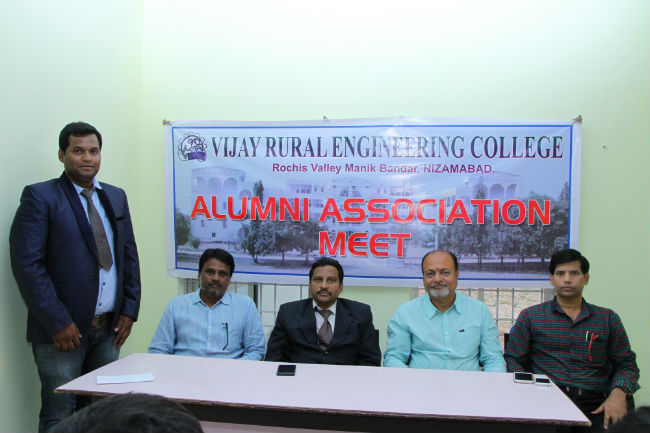 VIJAY RURAL ENGINEERING COLLEGE
Rochis Valley Manik Bandar, NIZAMABAD.
ALUMNI ASSOCIATION
MEET